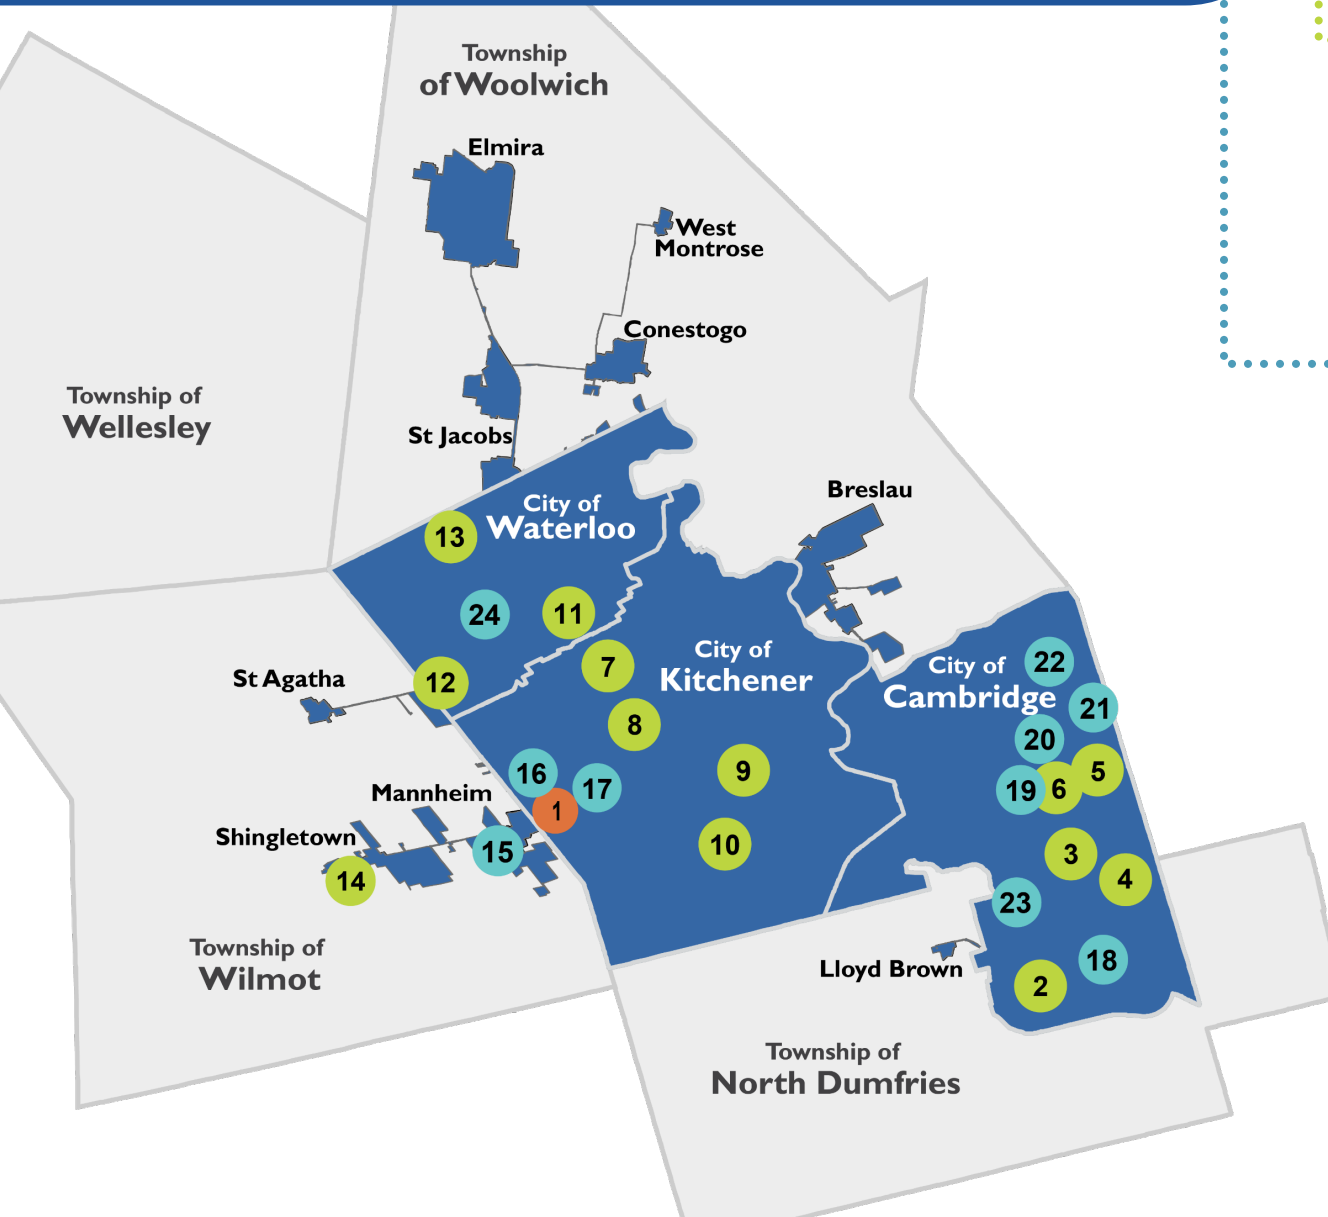 Township
of Woolwich
Elmira
West
Montrose
Conestogo
Township of
Wellesley
St Jacobs
Breslau
City of
Waterloo
13
24
11
12
St Agatha
7
City of
Kitchener
8
9
10
16
17
1
Mannheim
15
Shingletown
14
Township of
Wilmot
City of
Cambridge
22
21
20
5
19
6
3
4
23
18
2
Lloyd Brown
Township of
North Dumfries